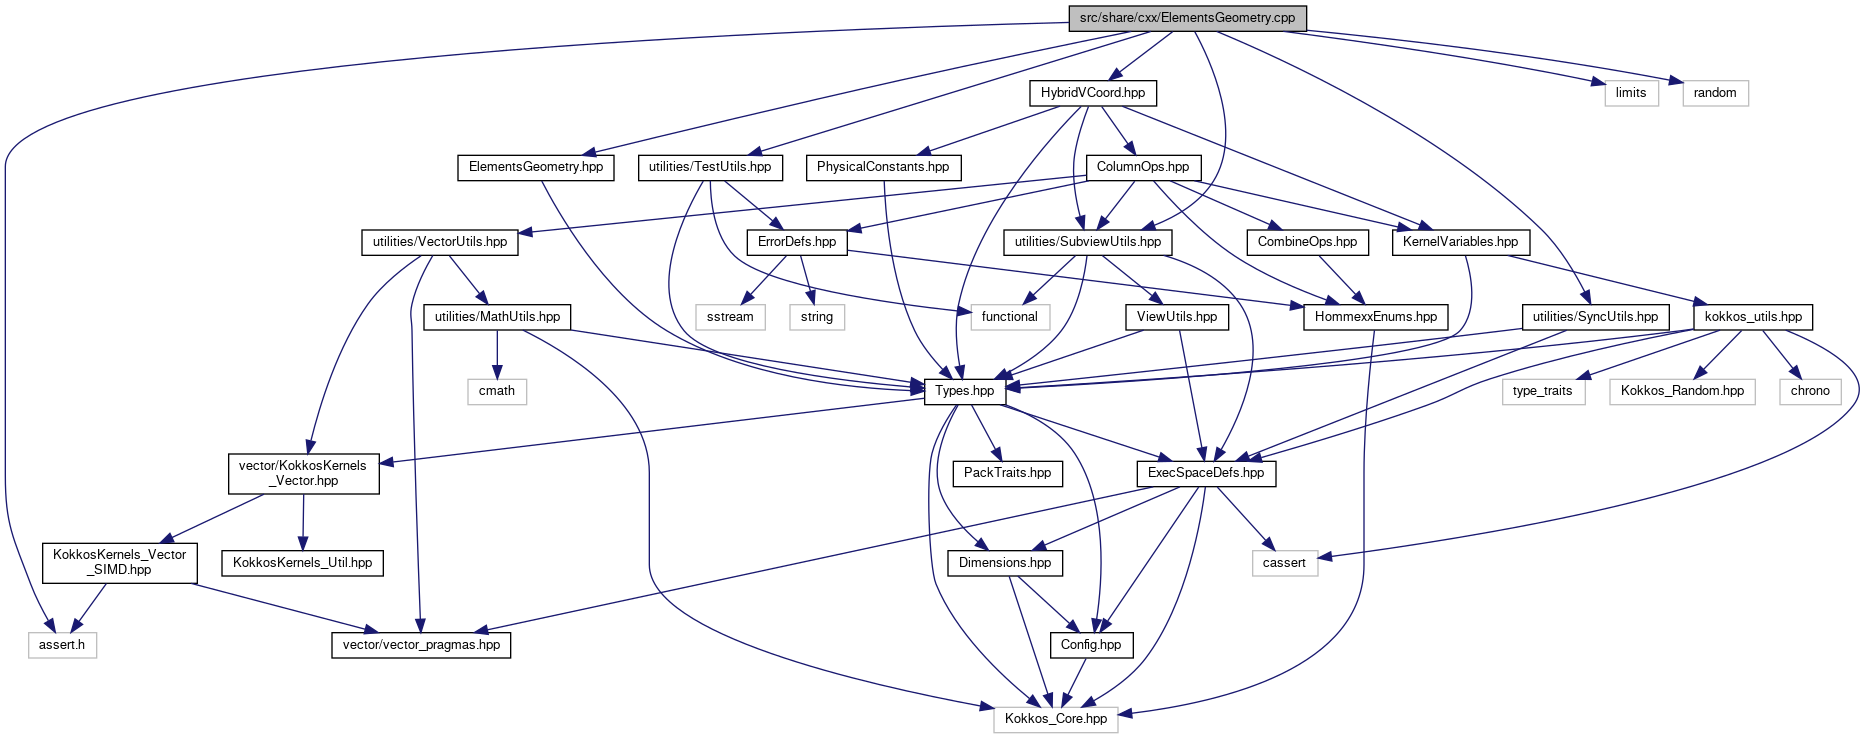 src/share/cxx/ElementsGeometry.cpp
HybridVCoord.hpp
limits
random
ElementsGeometry.hpp
utilities/TestUtils.hpp
PhysicalConstants.hpp
ColumnOps.hpp
utilities/VectorUtils.hpp
ErrorDefs.hpp
utilities/SubviewUtils.hpp
CombineOps.hpp
KernelVariables.hpp
utilities/MathUtils.hpp
sstream
string
functional
ViewUtils.hpp
HommexxEnums.hpp
utilities/SyncUtils.hpp
kokkos_utils.hpp
cmath
Types.hpp
type_traits
Kokkos_Random.hpp
chrono
vector/KokkosKernels
_Vector.hpp
PackTraits.hpp
ExecSpaceDefs.hpp
KokkosKernels_Vector
_SIMD.hpp
KokkosKernels_Util.hpp
Dimensions.hpp
cassert
assert.h
vector/vector_pragmas.hpp
Config.hpp
Kokkos_Core.hpp